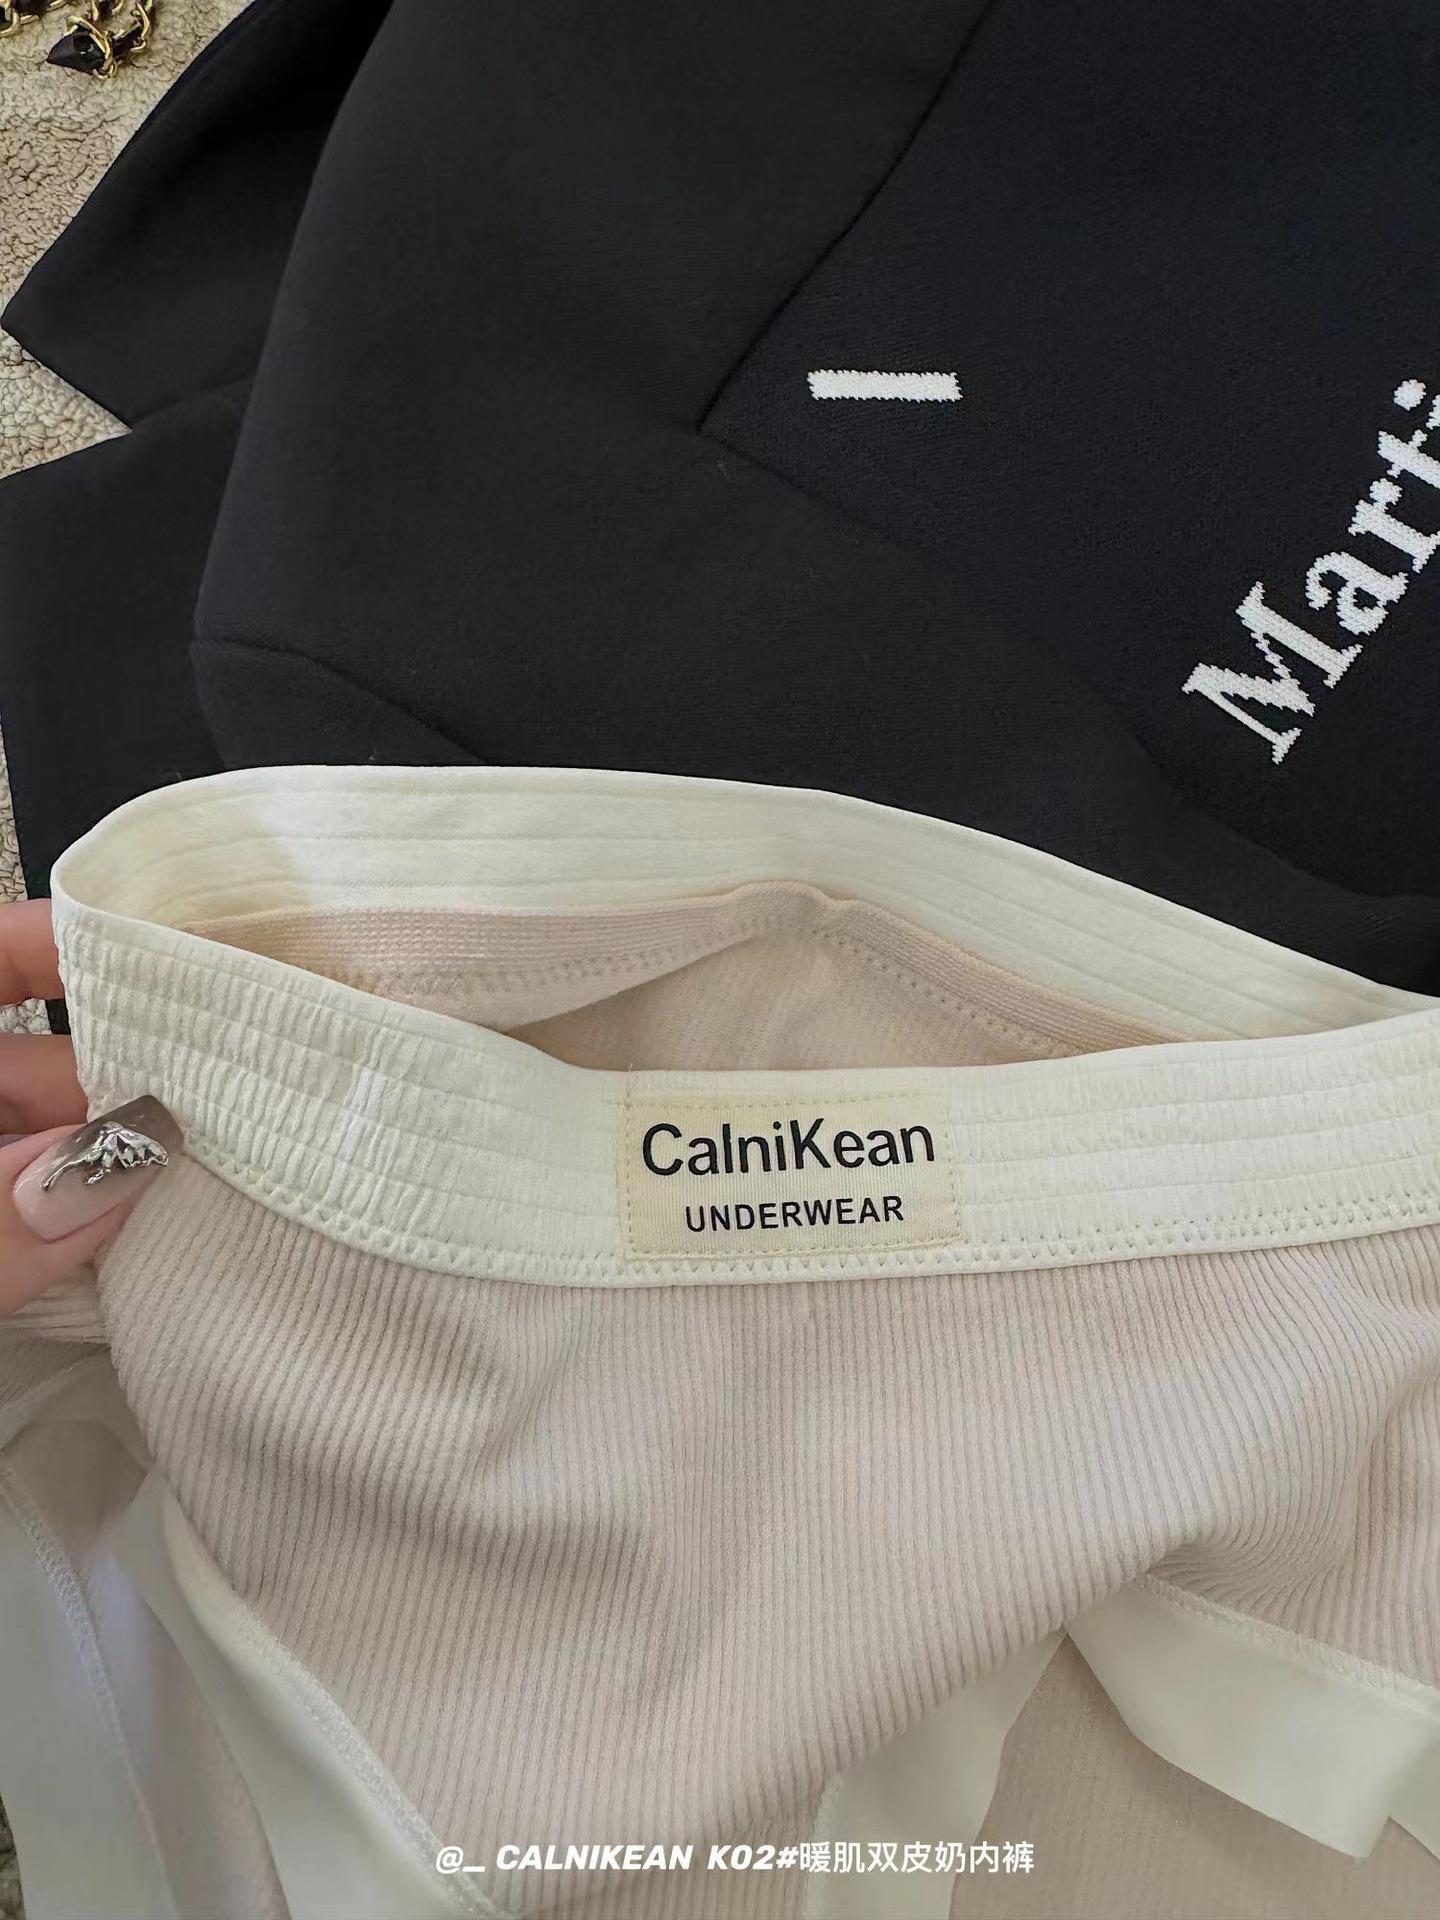 Marti
CalniKean
UNDERWEAR
@_ CALNIKEAN K02#暖肌双皮奶内裤